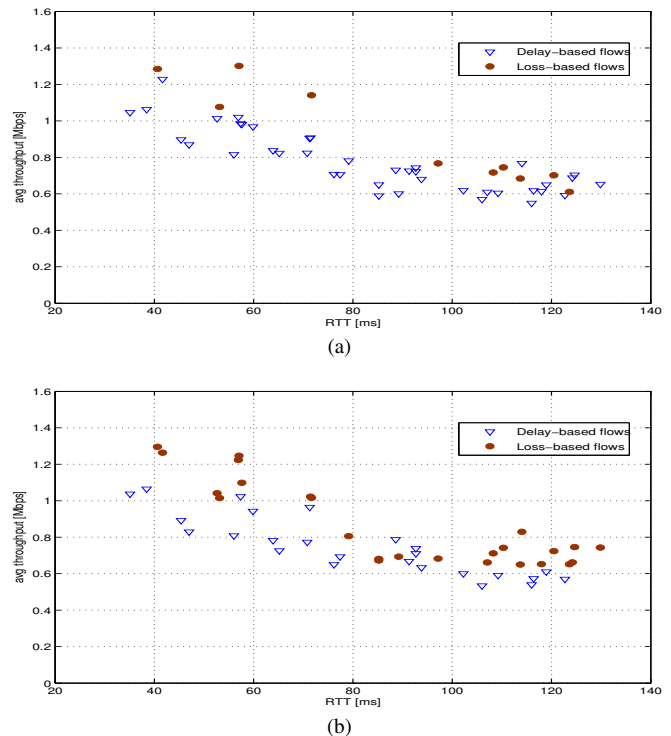 1.6
1.4
1.2
1
0.8
0.6
0.4
0.2
0
avg throughput [Mbps]
Delay−based flows
Loss−based flows
20 40 60 80 100 120 140
RTT [ms]
(a)
1.6
1.4
1.2
1
0.8
0.6
0.4
0.2
0
avg throughput [Mbps]
Delay−based flows
Loss−based flows
20 40 60 80 100 120 140
RTT [ms]
(b)